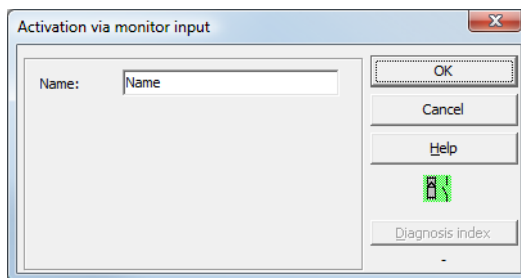 Activation via monitor input
Name: Name
OK
Cancel
Help
Diagnosis index
-